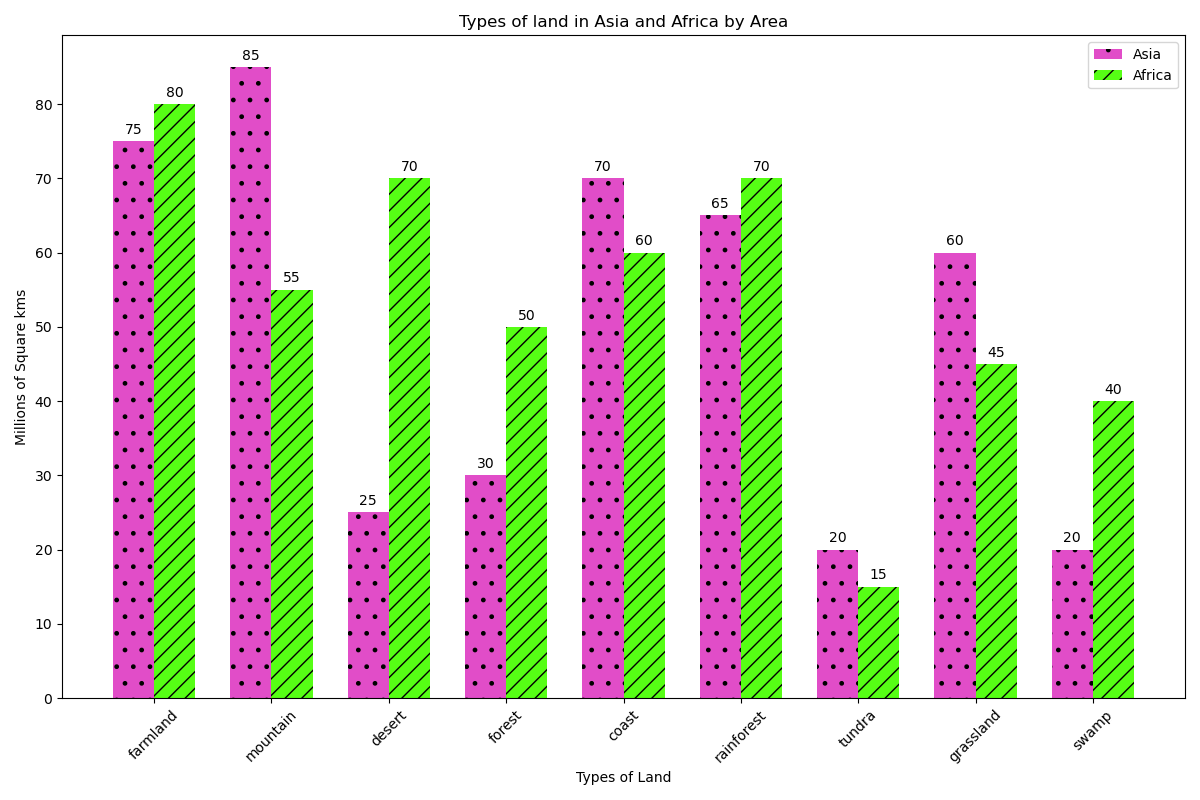 Types of land in Asia and Africa by Area
Asia
Africa
Millions of Square kms
80
70
60
50
40
30
20
10
0
75
80
85
55
25
70
30
50
70
60
65
70
20
15
60
45
20
40
farmland
mountain
desert
forest
coast
rainforest
tundra
grassland
swamp
Types of Land